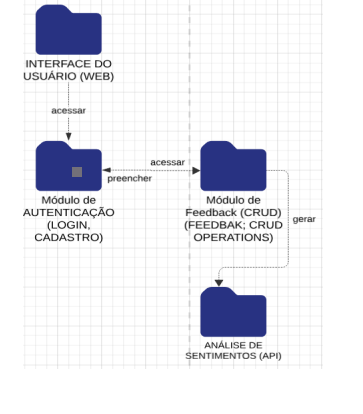 INTERFACE DO
USUÁRIO (WEB)
acessar
acessar
preencher
Módulo de
AUTENTICAÇÃO
(LOGIN,
CADASTRO)
Módulo de
Feedback (CRUD)
(FEEDBAK; CRUD
OPERATIONS)
gerar
ANÁLISE DE
SENTIMENTOS (API)